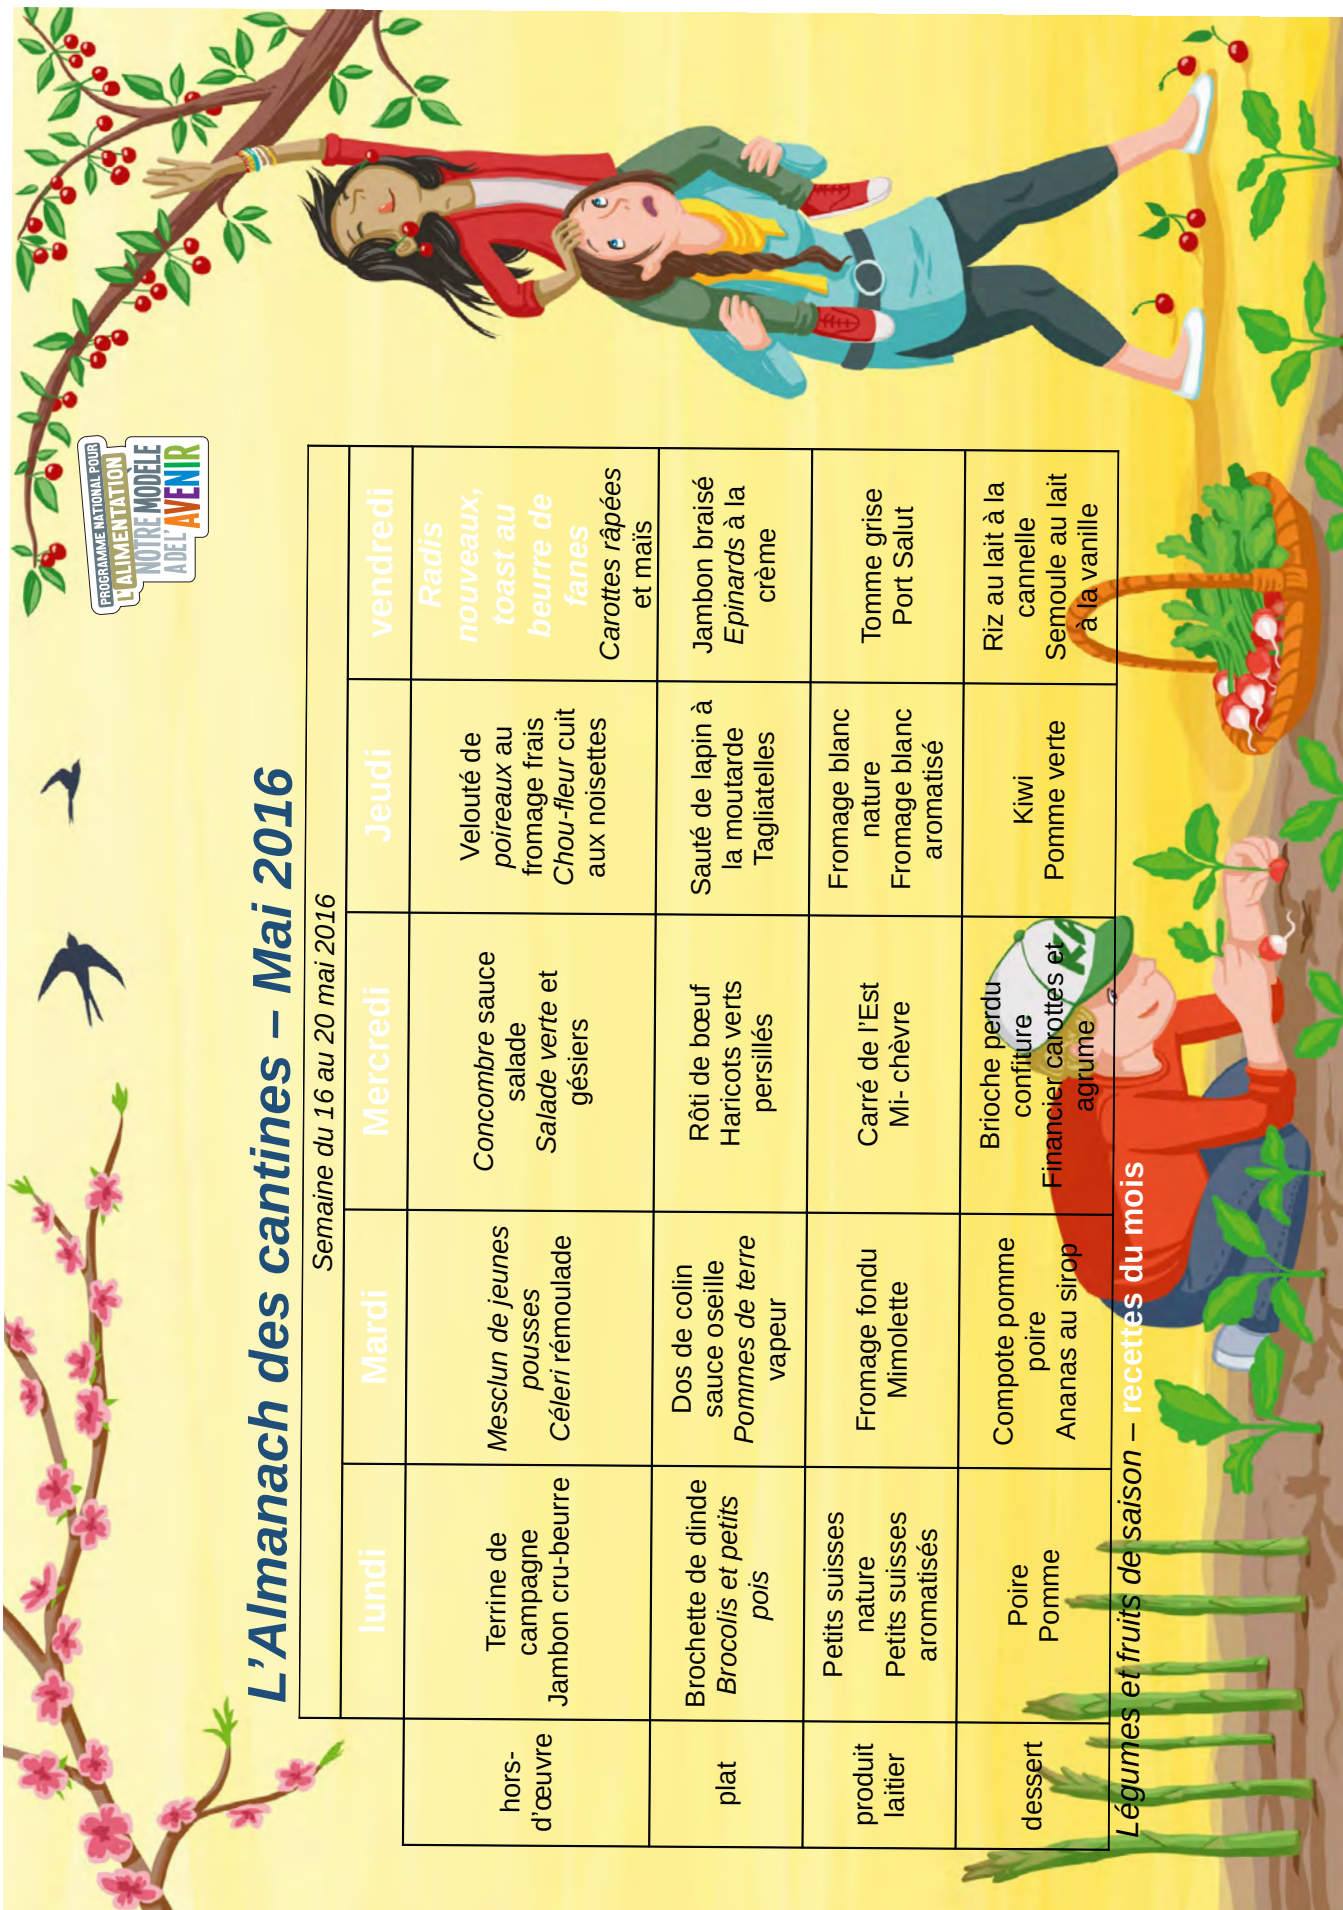 PROGRAMME NATIONAL POUR
L'ALIMENTATION
NOTRE MODÈLE
A DE L'AVENIR
L'Almanach des cantines – Mai 2016
Semaine du 16 au 20 mai 2016
lundi
Mardi
Mercredi
Jeudi
vendredi
hors-
d'œuvre
Terrine de
campagne
Jambon cru-beurre
Mesclun de jeunes
pousses
Céleri rémoulade
Concombre sauce
salade
Salade verte et
gésiers
Velouté de
poireaux au
fromage frais
Chou-fleur cuit
aux noisettes
Radis
nouveaux,
toast au
beurre de
fanes
Carottes râpées
et maïs
plat
Brochette de dinde
Brocolis et petits
pois
Dos de colin
sauce oseille
Pommes de terre
vapeur
Rôti de bœuf
Haricots verts
persillés
Sauté de lapin à
la moutarde
Tagliatelles
Jambon braisé
Epinards à la
crème
produit
laitier
Petits suisses
nature
Petits suisses
aromatisés
Fromage fondu
Mimolette
Carré de l'Est
Mi- chèvre
Fromage blanc
nature
Fromage blanc
aromatisé
Tomme grise
Port Salut
dessert
Poire
Pomme
Compote pomme
poire
Ananas au sirop
Brioche perdu
confiture
Financier carottes et
agrume
Kiwi
Pomme verte
Riz au lait à la
cannelle
Semoule au lait
à la vanille
Légumes et fruits de saison – recettes du mois